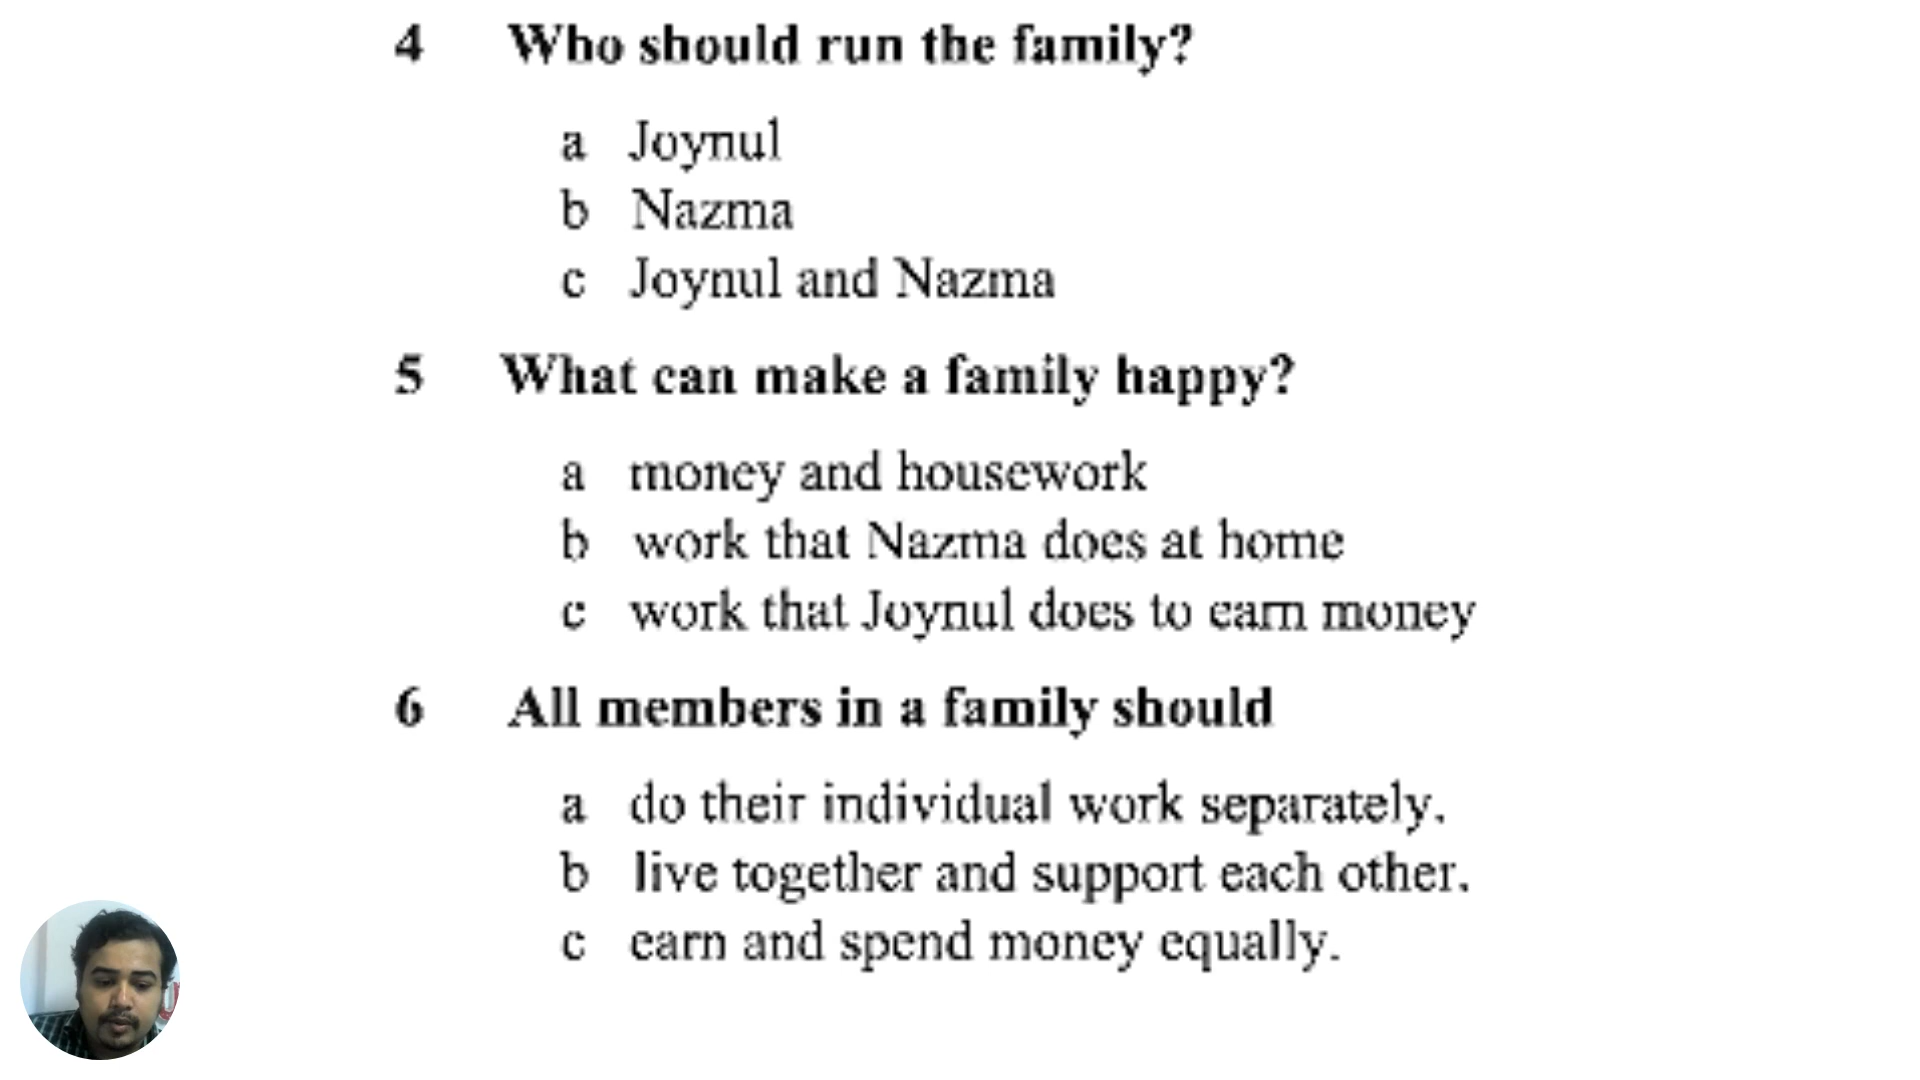 4 Who should run the family?
a Joynul
b Nazma
c Joynul and Nazma
5 What can make a family happy?
a money and housework
b work that Nazma does at home
c work that Joynul does to earn money
6 All members in a family should
a do their individual work separately.
b live together and support each other.
c earn and spend money equally.